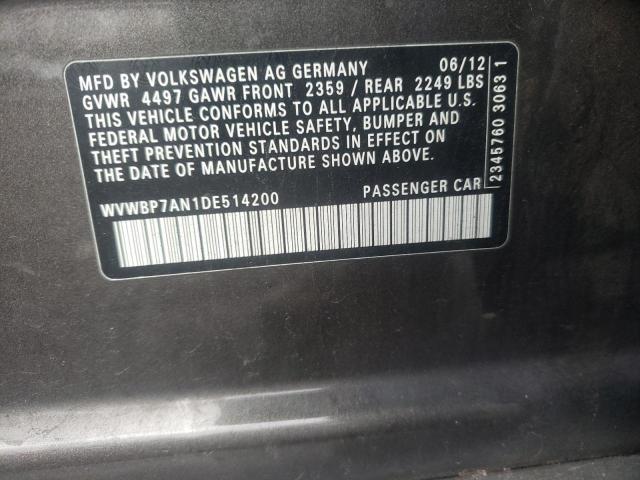 MFD BY VOLKSWAGEN AG GERMANY 06/12
GVWR 4497 GAWR FRONT 2359 / REAR 2249 LBS
THIS VEHICLE CONFORMS TO ALL APPLICABLE U.S.
FEDERAL MOTOR VEHICLE SAFETY, BUMPER AND
THEFT PREVENTION STANDARDS IN EFFECT ON
THE DATE OF MANUFACTURE SHOWN ABOVE.
WVWBP7AN1DE514200 PASSENGER CAR
2345760 3063 1